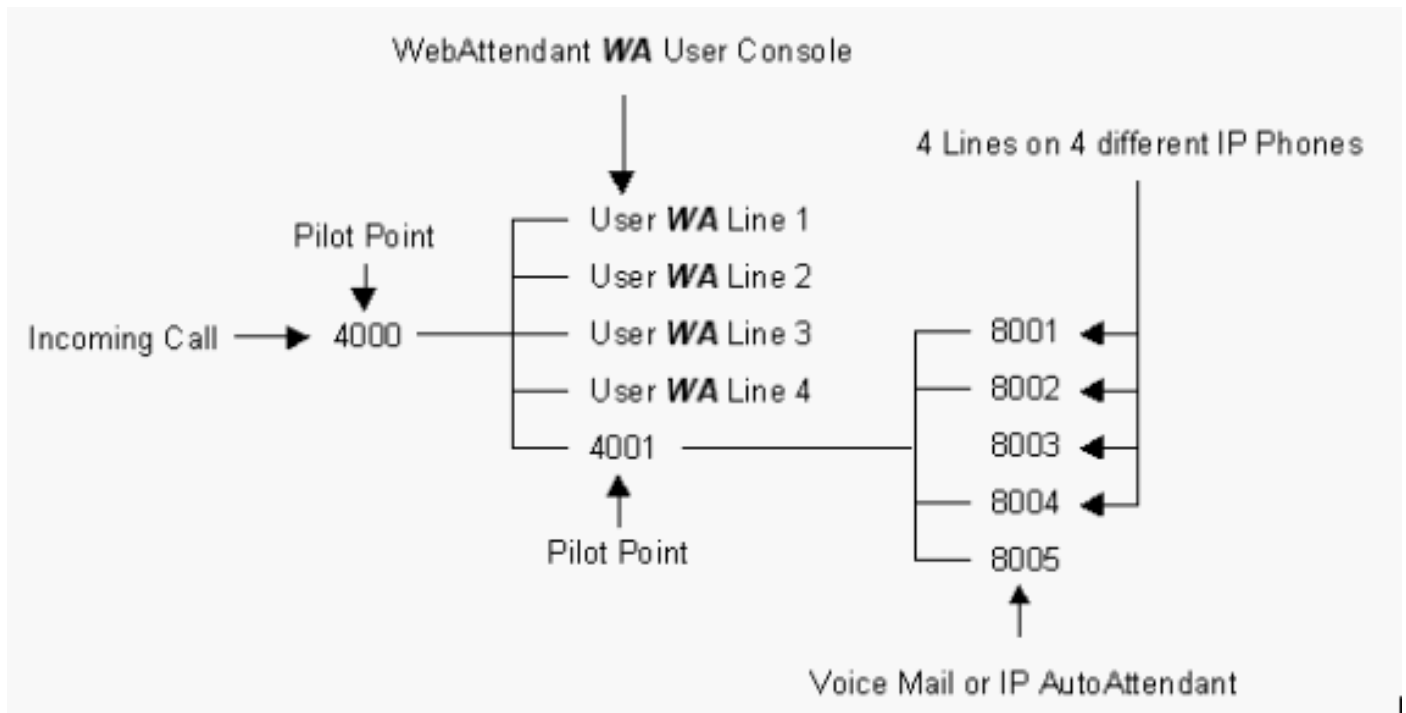 WebAttendant WA User Console
4 Lines on 4 different IP Phones
User WA Line 1
Pilot Point
User WA Line 2
Incoming Call
4000
User WA Line 3
User WA Line 4
4001
Pilot Point
8001
8002
8003
8004
8005
Voice Mail or IP AutoAttendant